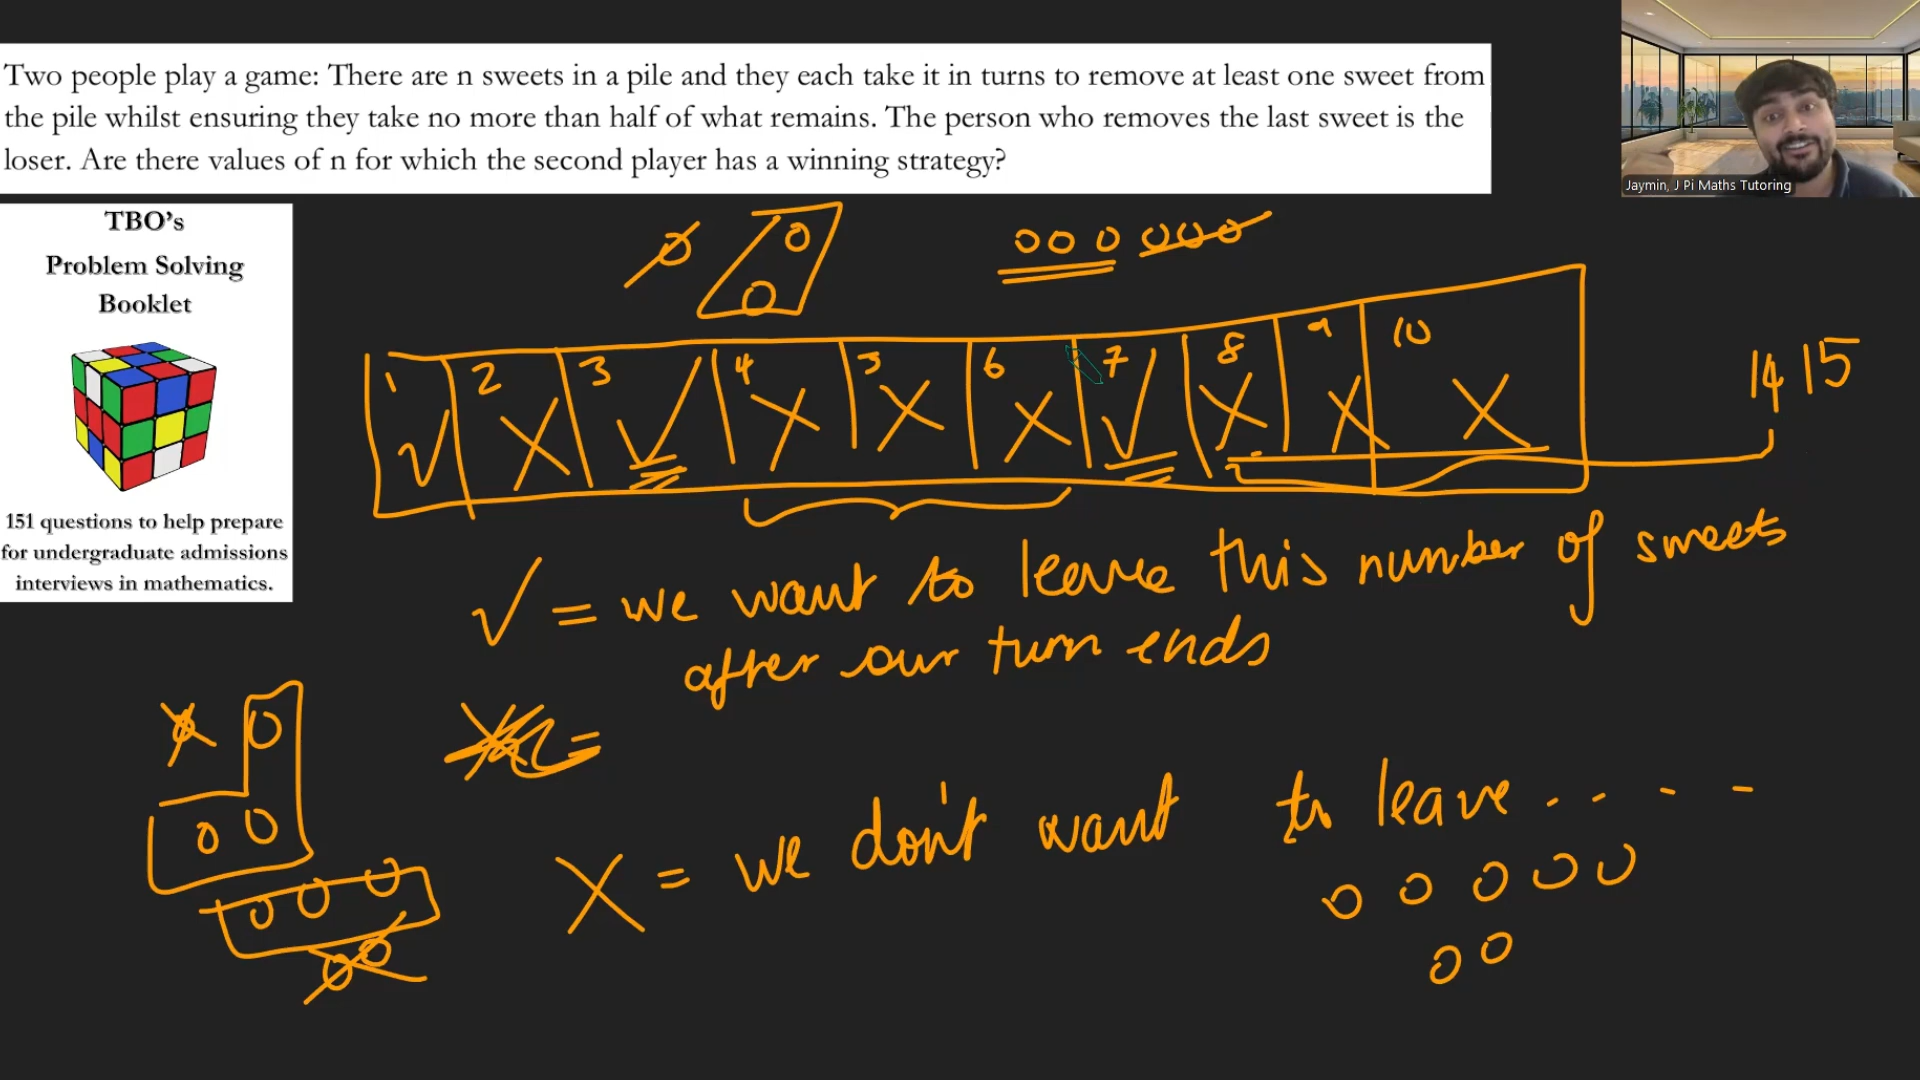 Two people play a game: There are n sweets in a pile and they each take it in turns to remove at least one sweet from
the pile whilst ensuring they take no more than half of what remains. The person who removes the last sweet is the
loser. Are there values of n for which the second player has a winning strategy?
Jaymin, J Pi Maths Tutoring
TBO's
Problem Solving
Booklet
151 questions to help prepare
for undergraduate admissions
interviews in mathematics.
1 2 3 4 5 6 7 8 9 10
✓ X ✓ X X X ✓ X X X
14 15
✓ = we want to leave this number of sweets
after our turn ends
X = we don't want to leave . . - -